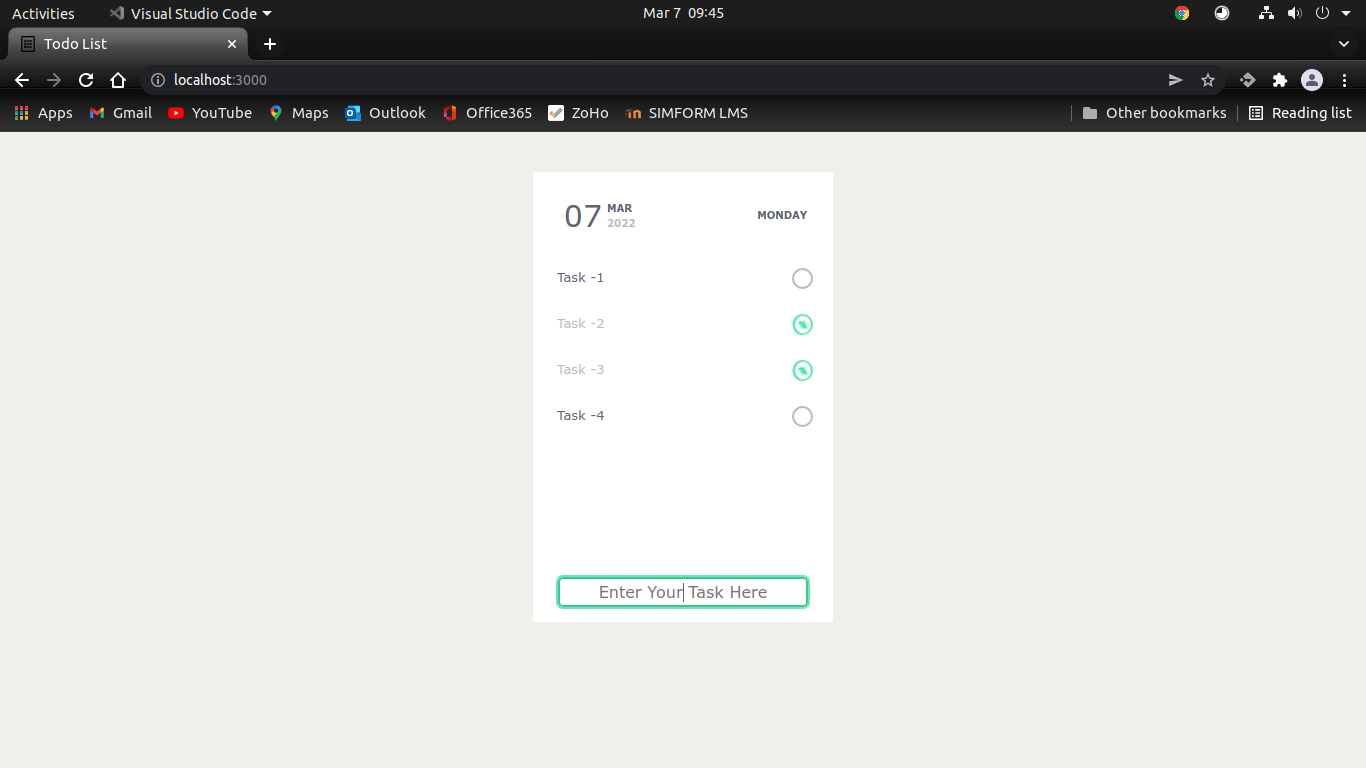 Activities Visual Studio Code Mar 7 09:45
Todo List
localhost:3000
Apps Gmail YouTube Maps Outlook Office365 ZoHo SIMFORM LMS Other bookmarks Reading list
07 MAR 2022 MONDAY
Task -1
Task -2
Task -3
Task -4
Enter Your Task Here